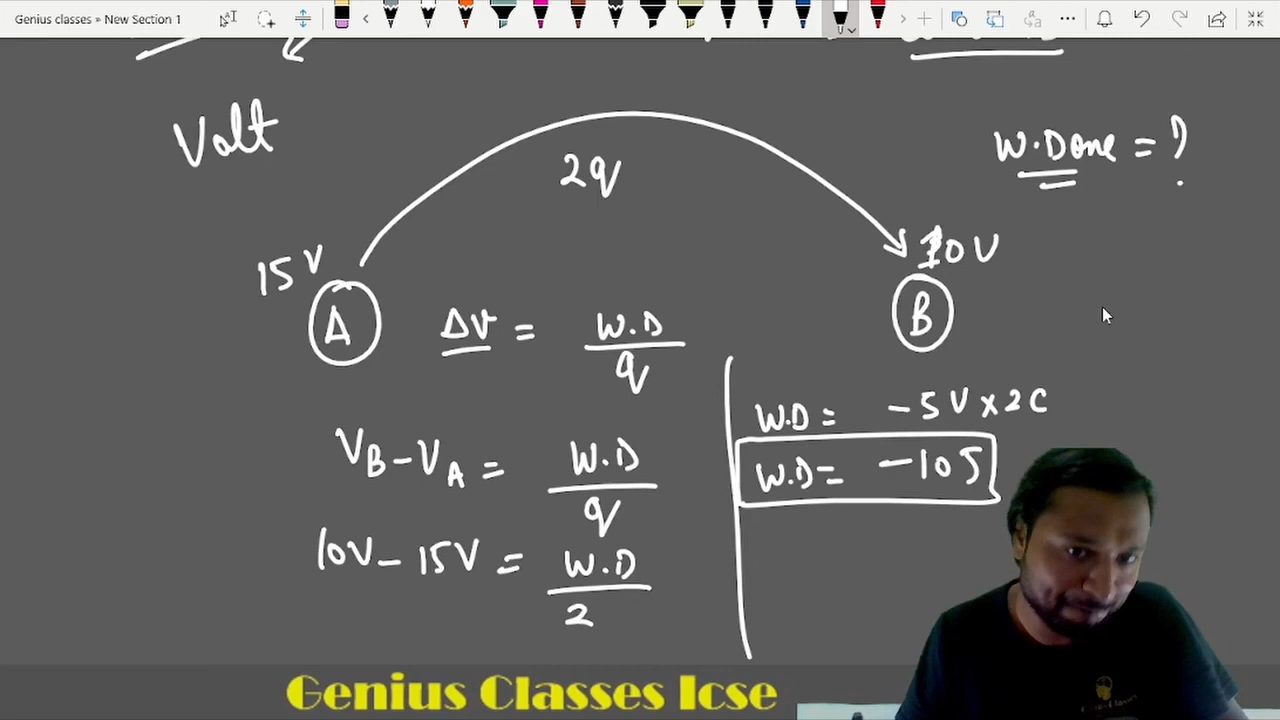 Genius classes » New Section 1
Volt
2q
W.Done = ?
15V
10V
A
B
ΔV = W.D / q
VB - VA = W.D / q
10V - 15V = W.D / 2
W.D = -5V × 2C
W.D = -10J
Genius Classes Icse